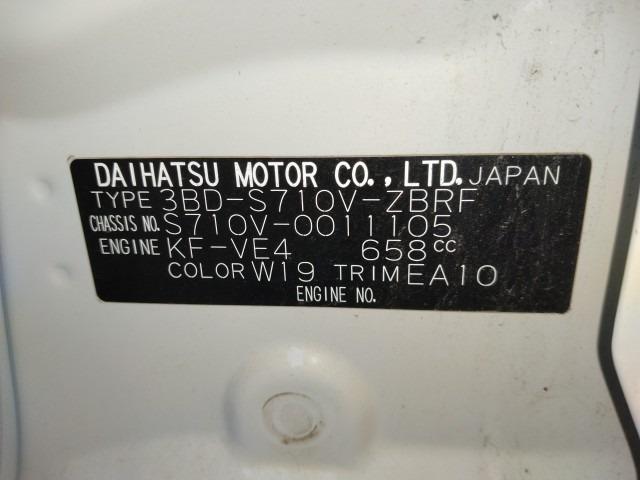 DAIHATSU MOTOR CO.,LTD. JAPAN
TYPE 3BD-S710V-ZBRF
CHASSIS NO. S710V-0011105
ENGINE KF-VE4 658cc
COLOR W19 TRIM EA10
ENGINE NO.